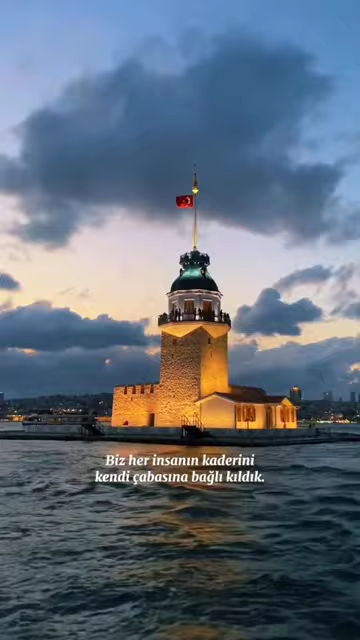 Biz her insanın kaderini
kendi çabasına bağlı kıldık.